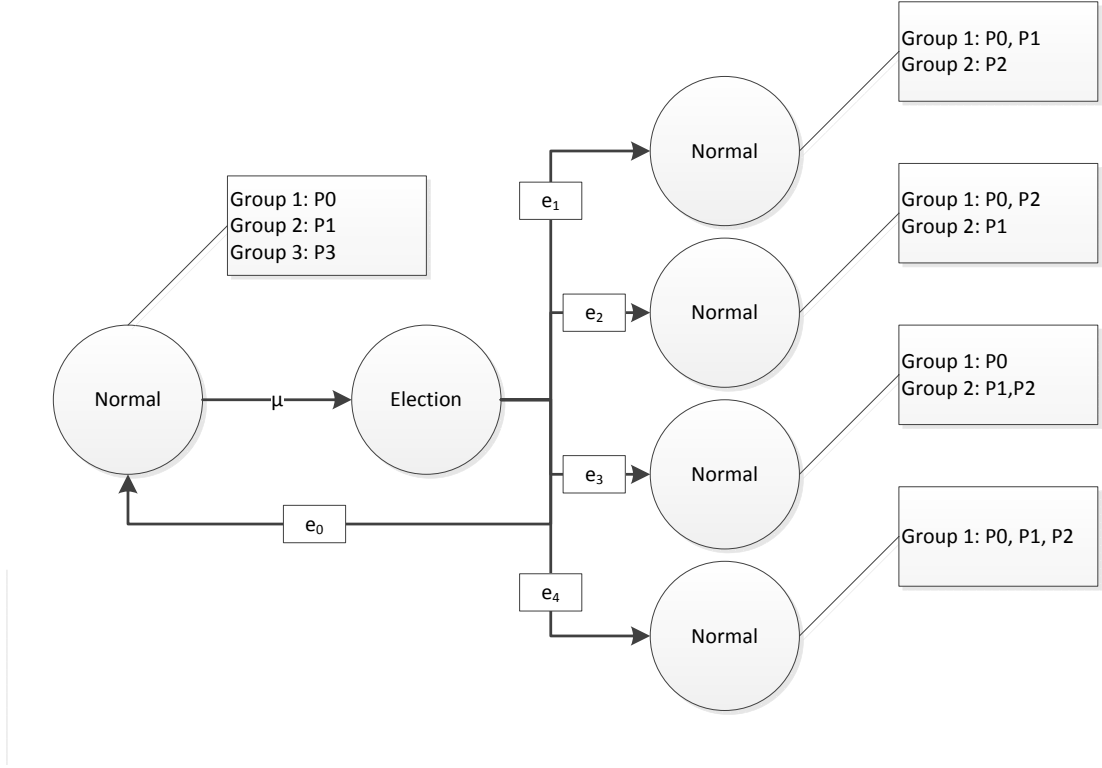 Group 1: P0, P1
Group 2: P2
Normal
e₁
Group 1: P0
Group 2: P1
Group 3: P3
Group 1: P0, P2
Group 2: P1
Normal
e₂
Normal
μ
Election
Group 1: P0
Group 2: P1,P2
Normal
e₃
e₀
Group 1: P0, P1, P2
e₄
Normal